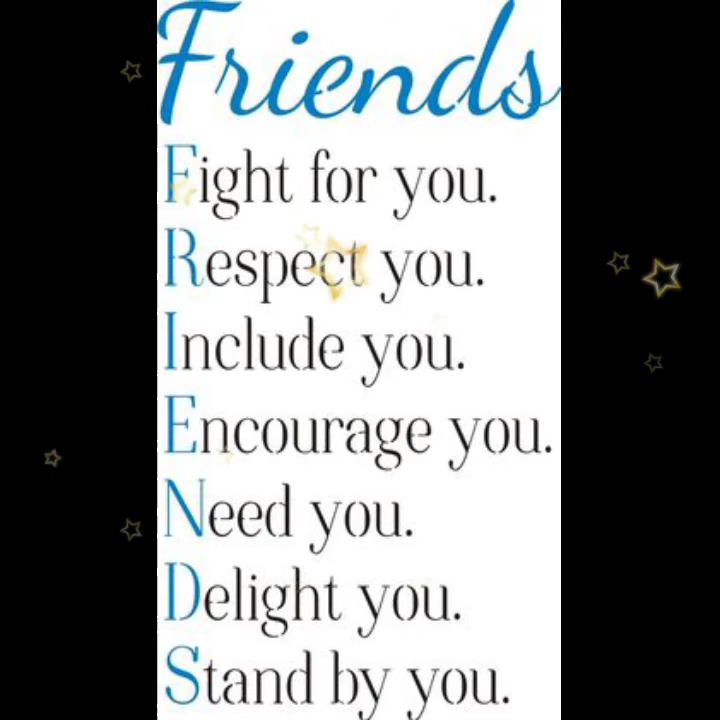 Friends
Fight for you.
Respect you.
Include you.
Encourage you.
Need you.
Delight you.
Stand by you.